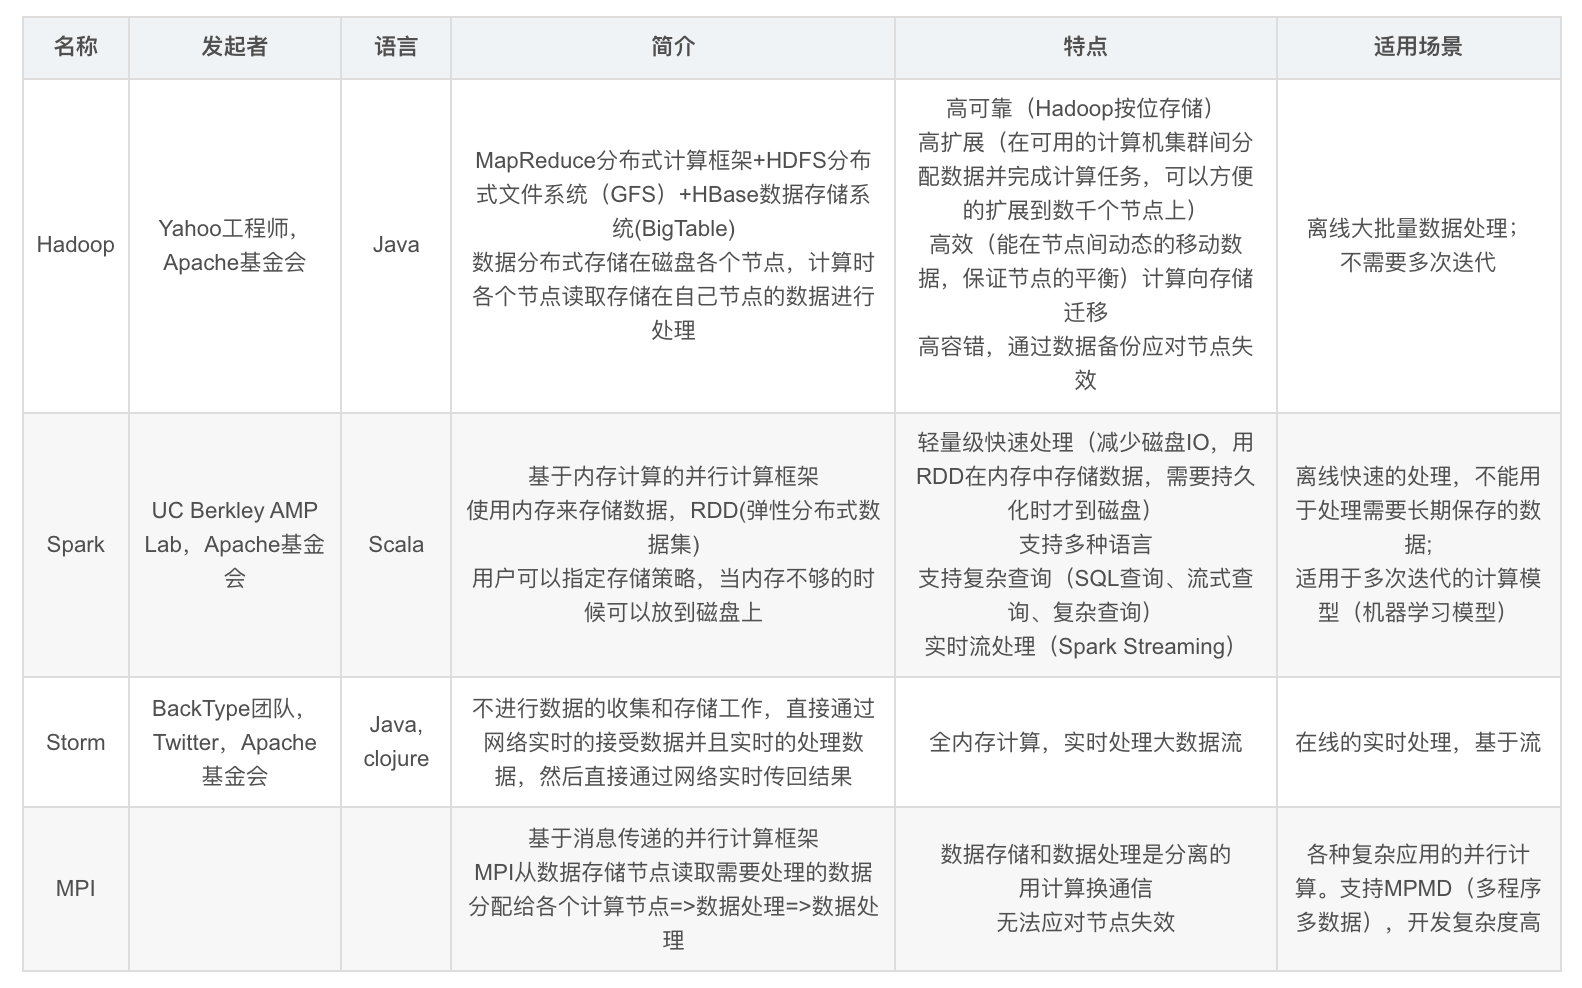 名称
发起者
语言
简介
特点
适用场景
Hadoop
Yahoo工程师，
Apache基金会
Java
MapReduce分布式计算框架+HDFS分布
式文件系统（GFS）+HBase数据存储系
统(BigTable)
数据分布式存储在磁盘各个节点，计算时
各个节点读取存储在自己节点的数据进行
处理
高可靠（Hadoop按位存储）
高扩展（在可用的计算机集群间分
配数据并完成计算任务，可以方便
的扩展到数千个节点上）
高效（能在节点间动态的移动数
据，保证节点的平衡）计算向存储
迁移
高容错，通过数据备份应对节点失
效
离线大批量数据处理；
不需要多次迭代
Spark
UC Berkley AMP
Lab，Apache基金
会
Scala
基于内存计算的并行计算框架
使用内存来存储数据，RDD(弹性分布式数
据集)
用户可以指定存储策略，当内存不够的时
候可以放到磁盘上
轻量级快速处理（减少磁盘IO，用
RDD在内存中存储数据，需要持久
化时才到磁盘）
支持多种语言
支持复杂查询（SQL查询、流式查
询、复杂查询）
实时流处理（Spark Streaming）
离线快速的处理，不能用
于处理需要长期保存的数
据;
适用于多次迭代的计算模
型（机器学习模型）
Storm
BackType团队，
Twitter，Apache
基金会
Java,
clojure
不进行数据的收集和存储工作，直接通过
网络实时的接受数据并且实时的处理数
据，然后直接通过网络实时传回结果
全内存计算，实时处理大数据流
在线的实时处理，基于流
MPI
基于消息传递的并行计算框架
MPI从数据存储节点读取需要处理的数据
分配给各个计算节点=>数据处理=>数据处
理
数据存储和数据处理是分离的
用计算换通信
无法应对节点失效
各种复杂应用的并行计
算。支持MPMD（多程序
多数据），开发复杂度高